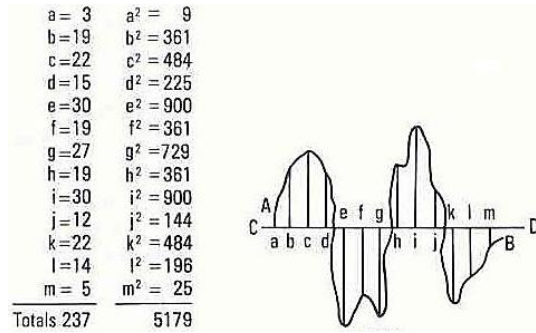 a= 3 a² = 9
b=19 b² =361
c=22 c² =484
d=15 d² =225
e=30 e² =900
f=19 f² =361
g=27 g² =729
h=19 h² =361
i=30 i² =900
j=12 j² =144
k=22 k² =484
l=14 l² =196
m= 5 m² = 25
Totals 237 5179
A e f g k l m
C D
a b c d h i j B